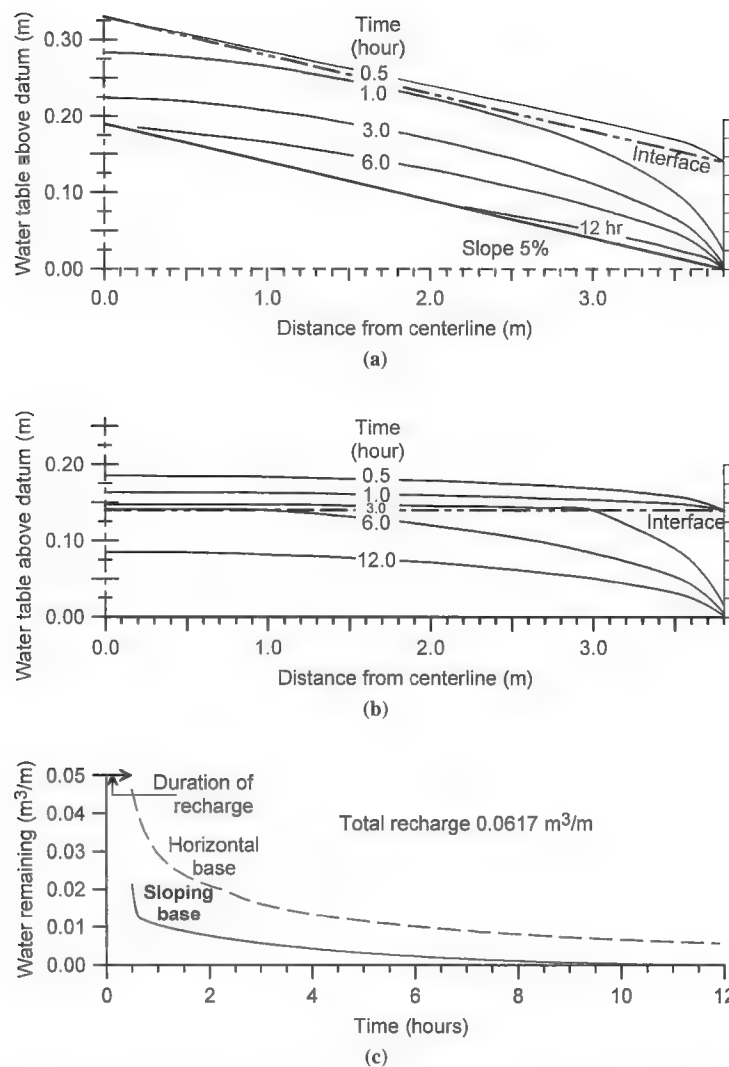 Water table above datum (m)
0.30
0.20
0.10
0.00
Time
(hour)
0.5
1.0
3.0
6.0
12 hr
Interface
Slope 5%
0.0
1.0
2.0
3.0
Distance from centerline (m)
(a)
Water table above datum (m)
0.20
0.10
0.00
Time
(hour)
0.5
1.0
3.0
6.0
12.0
Interface
0.0
1.0
2.0
3.0
Distance from centerline (m)
(b)
Water remaining (m³/m)
0.05
0.04
0.03
0.02
0.01
0.00
Duration of
recharge
Total recharge 0.0617 m³/m
Horizontal
base
Sloping
base
0
2
4
6
8
10
12
Time (hours)
(c)